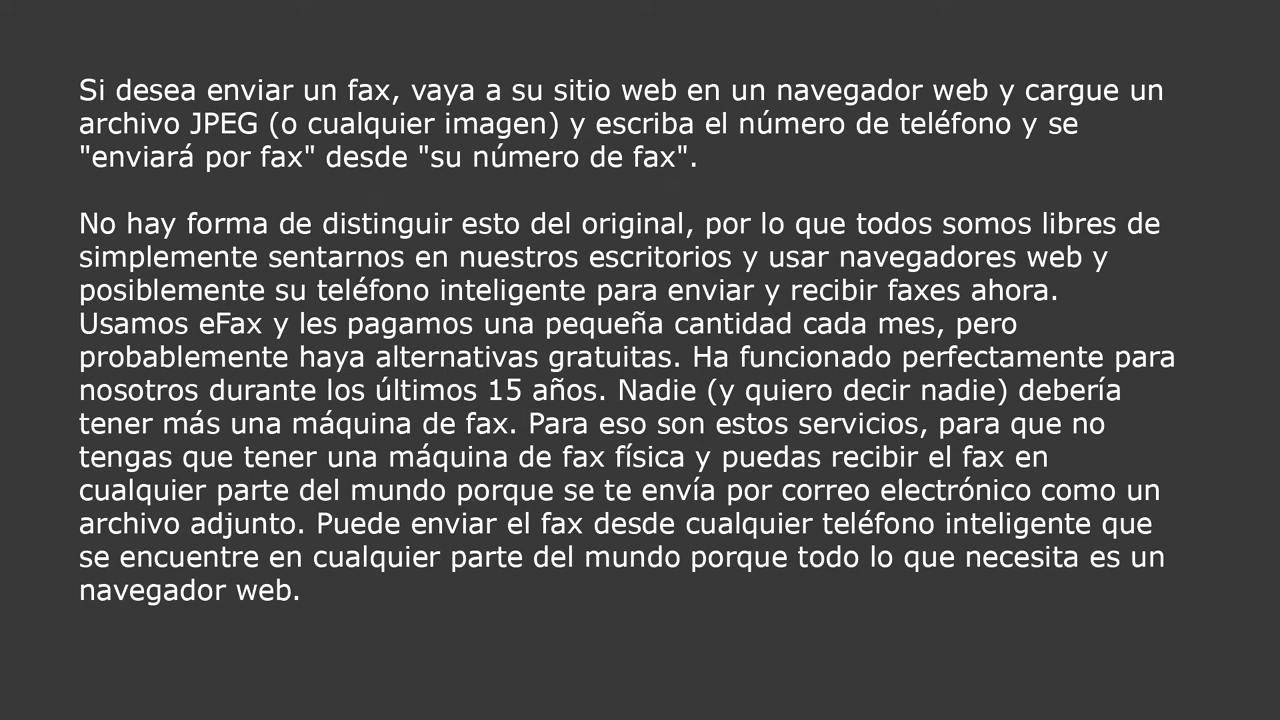 Si desea enviar un fax, vaya a su sitio web en un navegador web y cargue un
archivo JPEG (o cualquier imagen) y escriba el número de teléfono y se
"enviará por fax" desde "su número de fax".
No hay forma de distinguir esto del original, por lo que todos somos libres de
simplemente sentarnos en nuestros escritorios y usar navegadores web y
posiblemente su teléfono inteligente para enviar y recibir faxes ahora.
Usamos eFax y les pagamos una pequeña cantidad cada mes, pero
probablemente haya alternativas gratuitas. Ha funcionado perfectamente para
nosotros durante los últimos 15 años. Nadie (y quiero decir nadie) debería
tener más una máquina de fax. Para eso son estos servicios, para que no
tengas que tener una máquina de fax física y puedas recibir el fax en
cualquier parte del mundo porque se te envía por correo electrónico como un
archivo adjunto. Puede enviar el fax desde cualquier teléfono inteligente que
se encuentre en cualquier parte del mundo porque todo lo que necesita es un
navegador web.